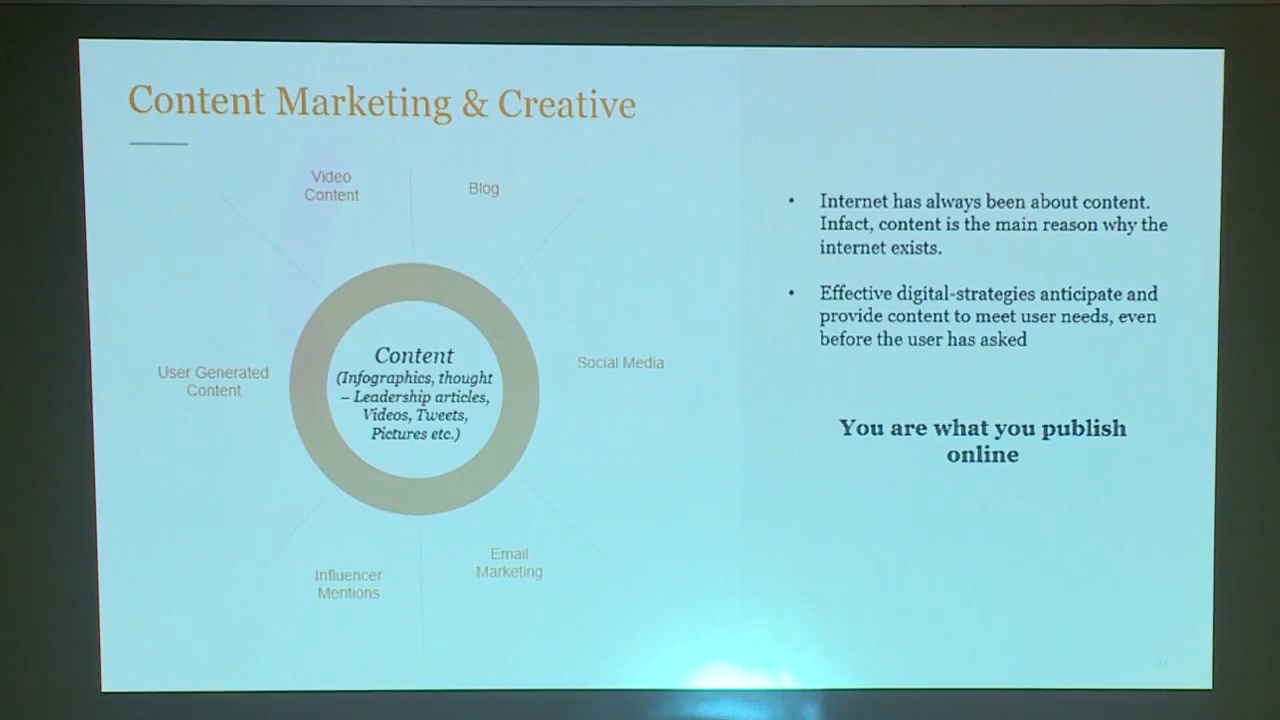 Content Marketing & Creative
Video
Content
Blog
User Generated
Content
Content
(Infographics, thought
– Leadership articles,
Videos, Tweets,
Pictures etc.)
Social Media
Influencer
Mentions
Email
Marketing
• Internet has always been about content.
Infact, content is the main reason why the
internet exists.
• Effective digital-strategies anticipate and
provide content to meet user needs, even
before the user has asked
You are what you publish
online